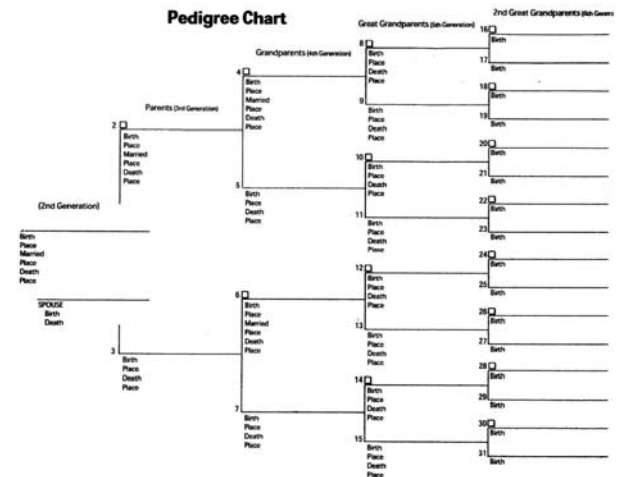 Pedigree Chart
2nd Great Grandparents (6th Gener
Great Grandparents (5th Generation)
Grandparents (4th Generation)
Parents (3rd Generation)
(2nd Generation)
Birth
Place
Married
Place
Death
Place
SPOUSE
Birth
Death
2
Birth
Place
Married
Place
Death
Place
3
Birth
Place
Death
Place
4
Birth
Place
Married
Place
Death
Place
5
Birth
Place
Death
Place
6
Birth
Place
Married
Place
Death
Place
7
Birth
Place
Death
Place
8
Birth
Place
Death
Place
9
Birth
Place
Death
Place
10
Birth
Place
Death
Place
11
Birth
Place
Death
Place
12
Birth
Place
Death
Place
13
Birth
Place
Death
Place
14
Birth
Place
Death
Place
15
Birth
Place
Death
Place
16
Birth
17
18
Birth
19
Birth
20
Birth
21
22
Birth
23
24
Birth
25
26
Birth
27
Birth
28
Birth
29
30
Birth
31
Birth